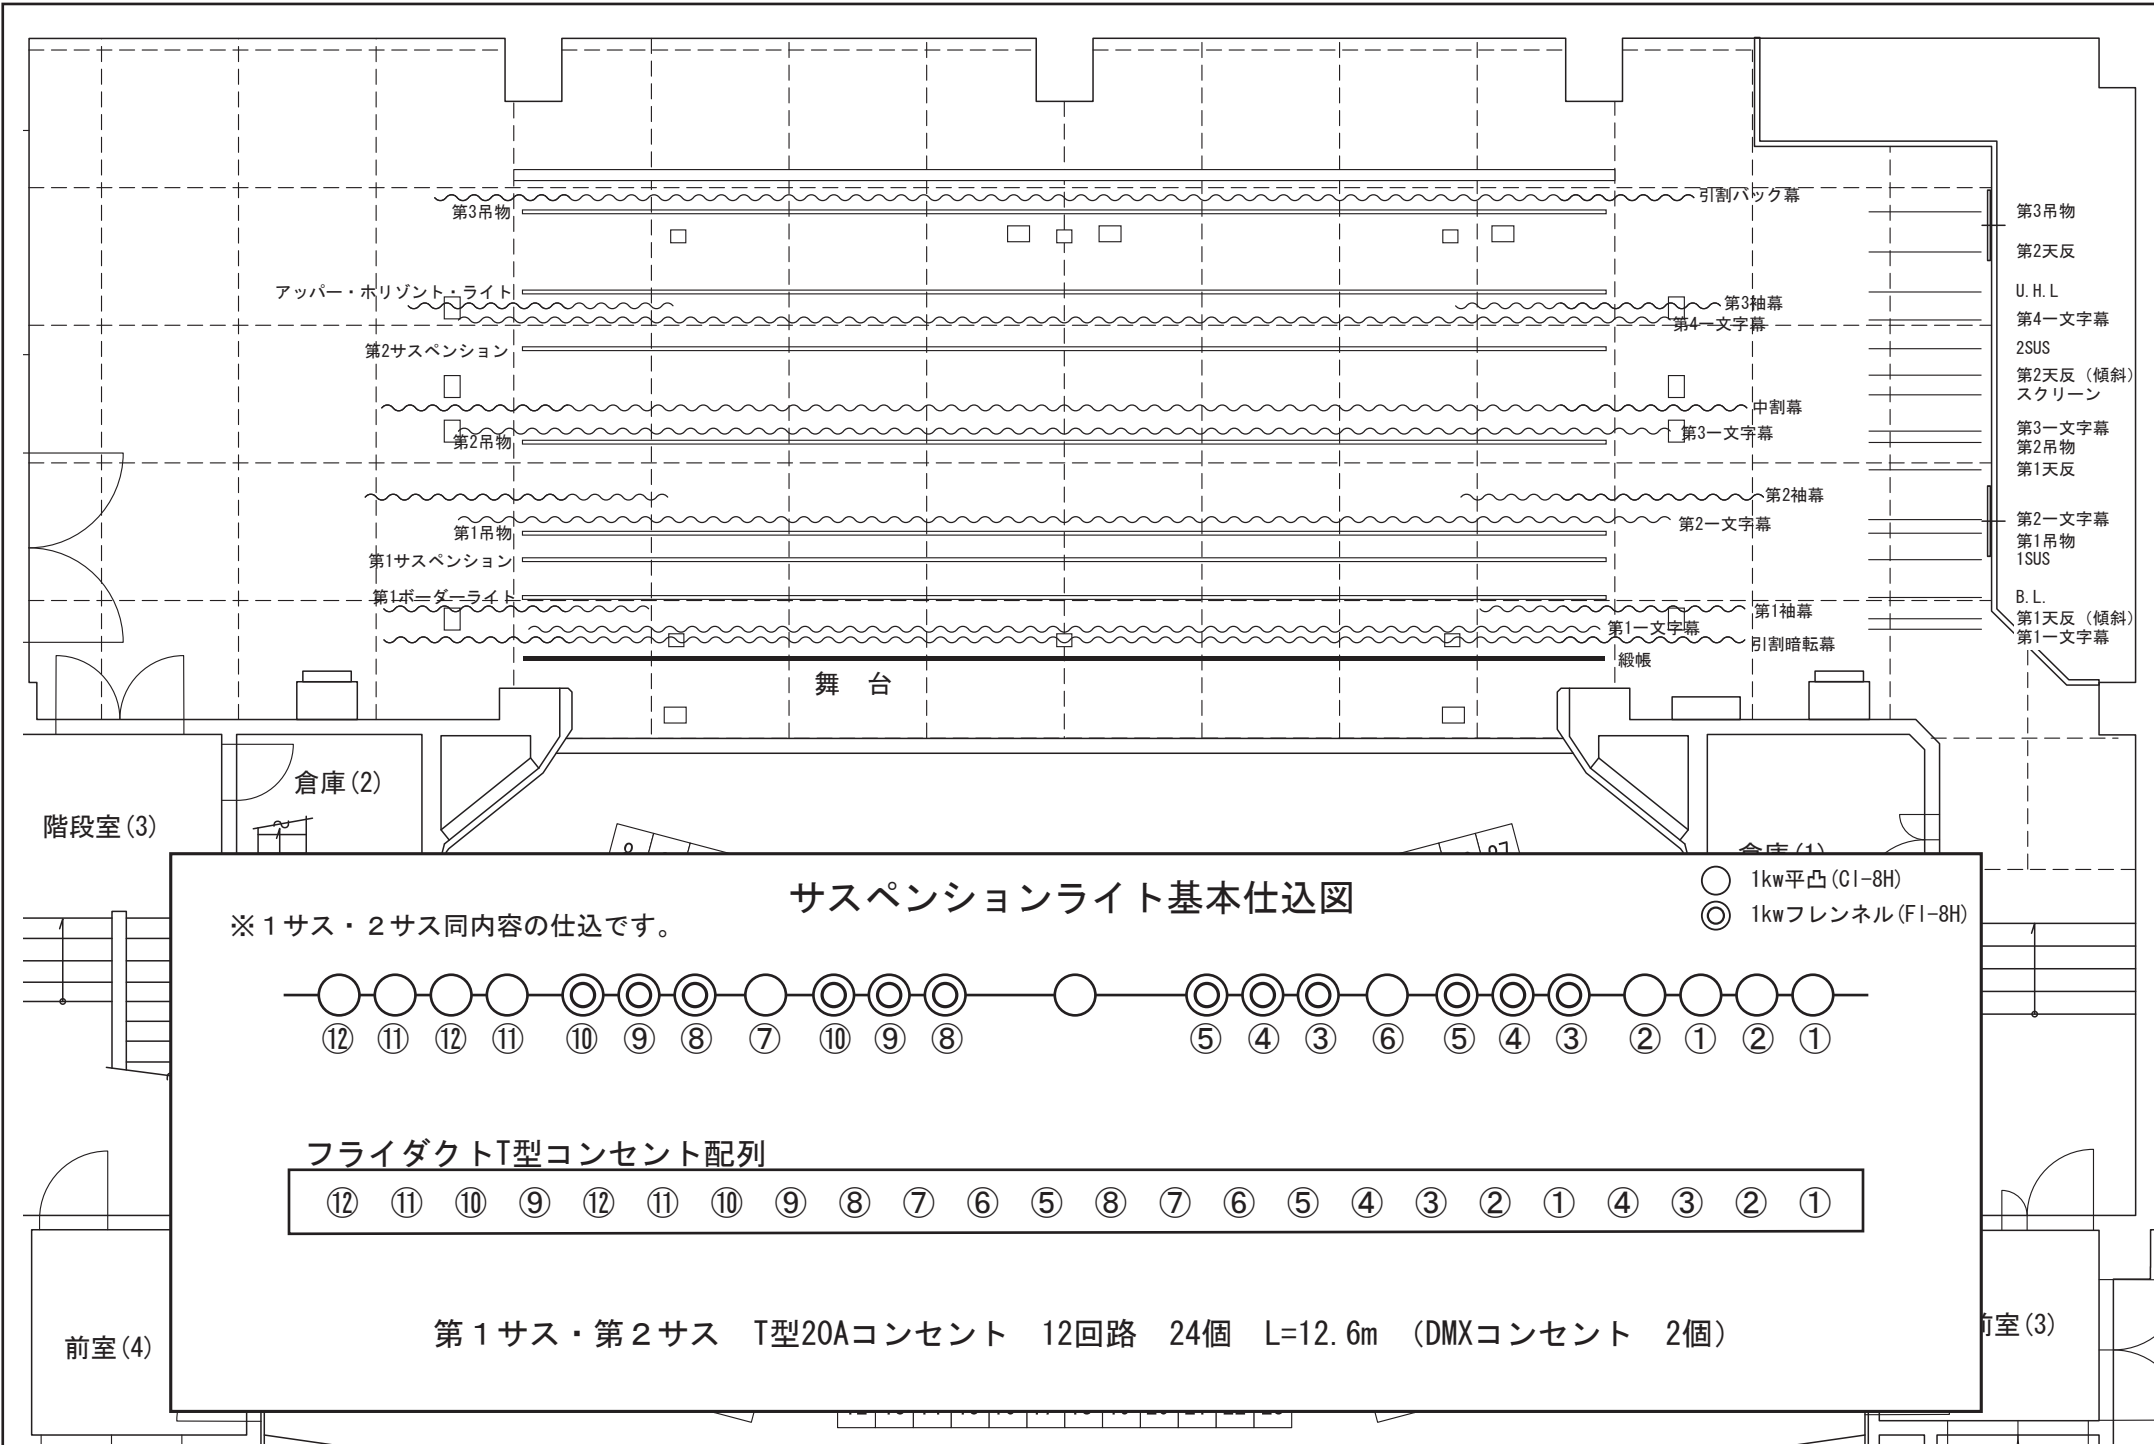 引割バック幕
第3吊物
第3吊物
第2天反
アッパー・ホリゾント・ライト
U.H.L
第3袖幕
第4一文字幕
第4一文字幕
第2サスペンション
2SUS
第2天反（傾斜）
スクリーン
中割幕
第3一文字幕
第3一文字幕
第2吊物
第2吊物
第1天反
第2袖幕
第2一文字幕
第2一文字幕
第1吊物
第1吊物
第1サスペンション
1SUS
第1ボーダーライト
B.L.
第1袖幕
第1天反（傾斜）
第1一文字幕
第1一文字幕
引割暗転幕
緞帳
舞 台
倉庫(2)
階段室(3)
倉庫(1)
サスペンションライト基本仕込図
1kw平凸(CI-8H)
1kwフレンネル(FI-8H)
※１サス・２サス同内容の仕込です。
⑫ ⑪ ⑫ ⑪ ⑩ ⑨ ⑧ ⑦ ⑩ ⑨ ⑧ ⑤ ④ ③ ⑥ ⑤ ④ ③ ② ① ② ①
フライダクトT型コンセント配列
⑫ ⑪ ⑩ ⑨ ⑫ ⑪ ⑩ ⑨ ⑧ ⑦ ⑥ ⑤ ⑧ ⑦ ⑥ ⑤ ④ ③ ② ① ④ ③ ② ①
第１サス・第２サス T型20Aコンセント 12回路 24個 L=12.6m （DMXコンセント 2個）
前室(4)
前室(3)